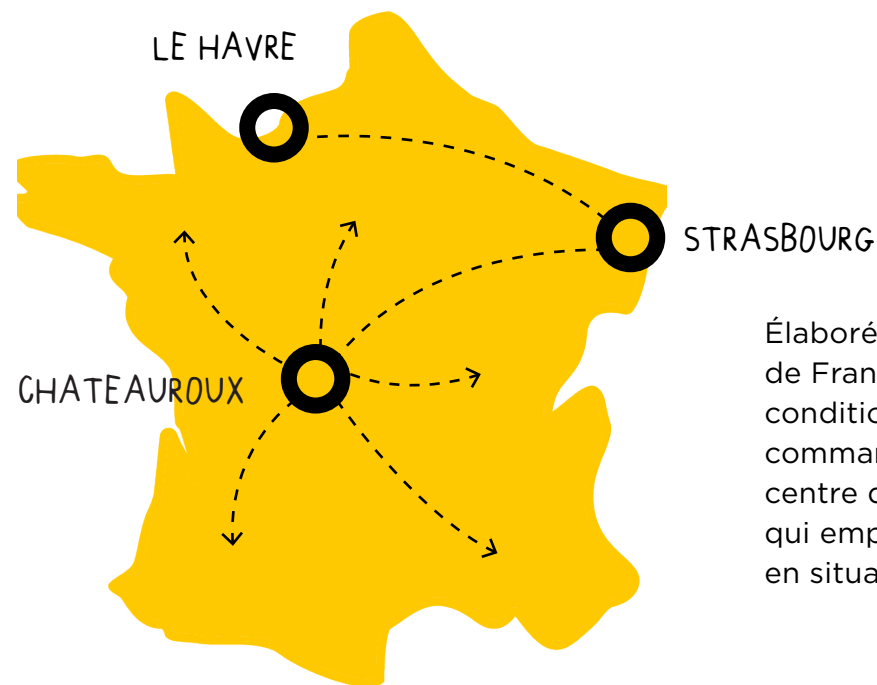 LE HAVRE
STRASBOURG
CHATEAUROUX
Élaboré
de Fran
conditio
comman
centre d
qui emp
en situa